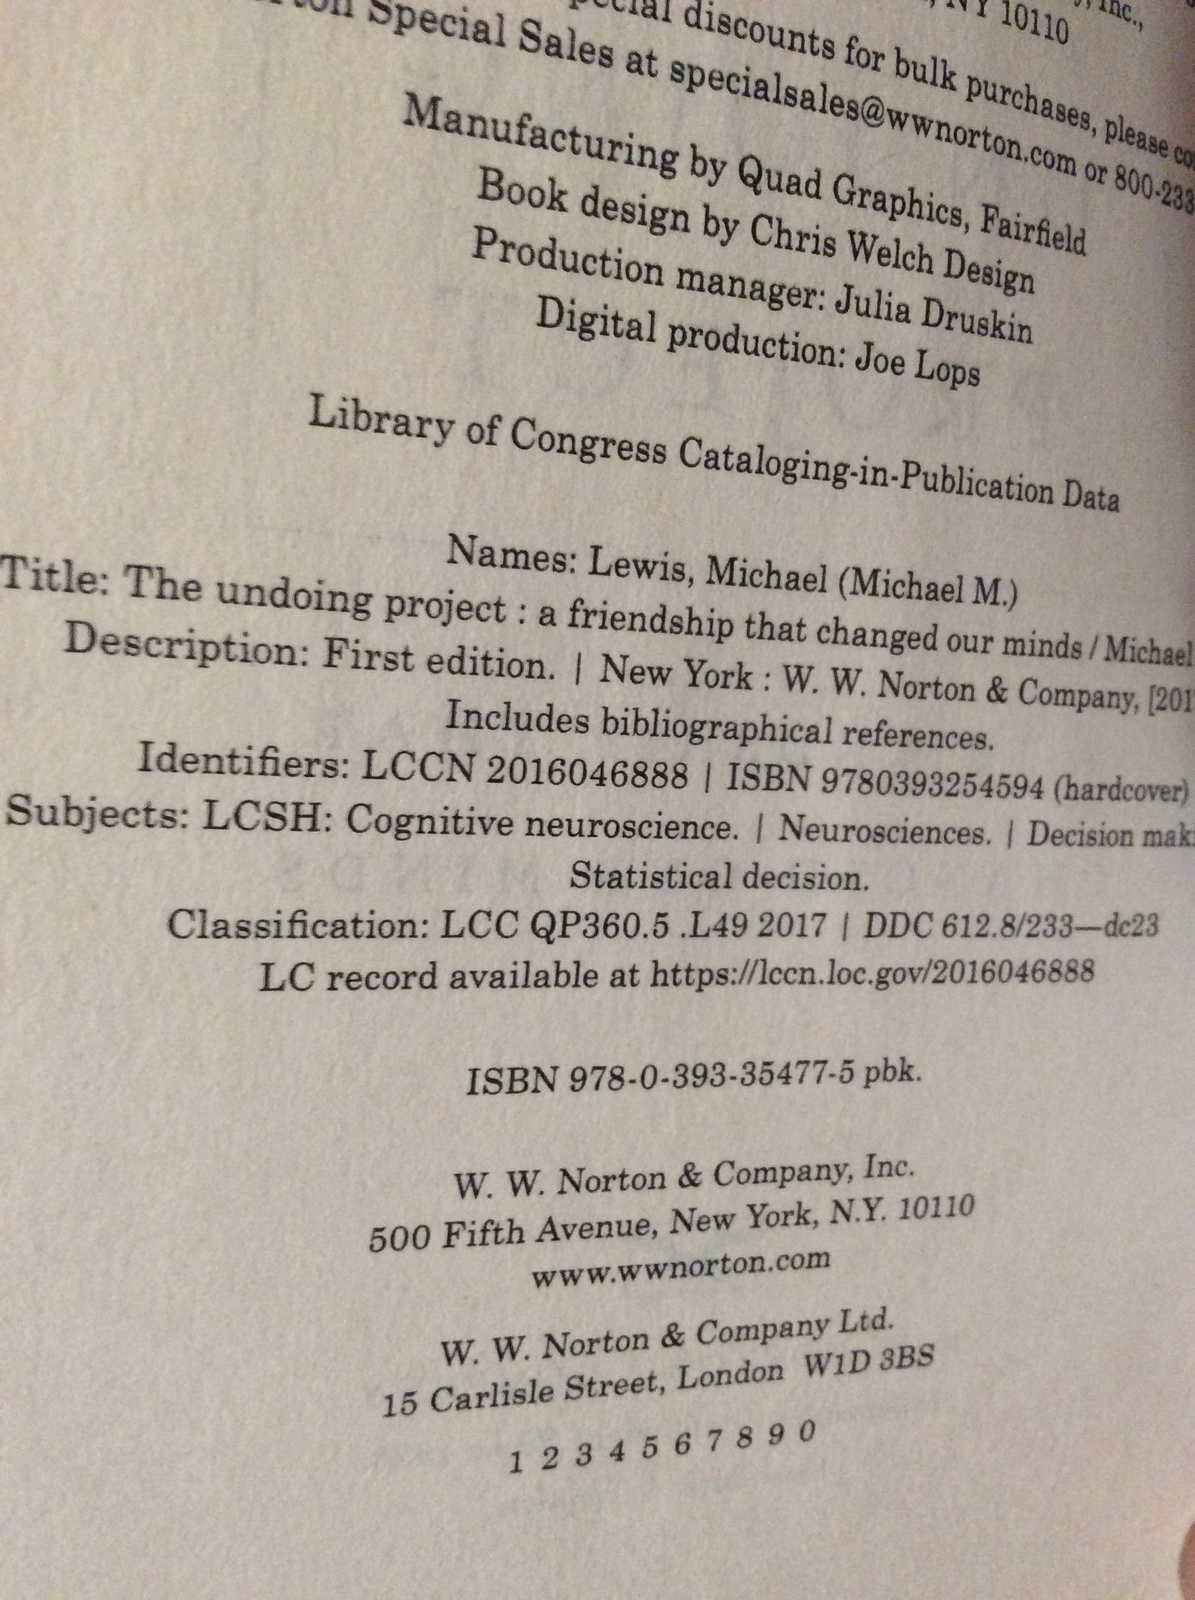 Inc.,
NY 10110
special discounts for bulk purchases, please
Special Sales at specialsales@wwnorton.com or 800-233
Manufacturing by Quad Graphics, Fairfield
Book design by Chris Welch Design
Production manager: Julia Druskin
Digital production: Joe Lops
Library of Congress Cataloging-in-Publication Data
Names: Lewis, Michael (Michael M.)
Title: The undoing project : a friendship that changed our minds / Michael
Description: First edition. | New York : W. W. Norton & Company, [201
Includes bibliographical references.
Identifiers: LCCN 2016046888 | ISBN 9780393254594 (hardcover)
Subjects: LCSH: Cognitive neuroscience. | Neurosciences. | Decision mak
Statistical decision.
Classification: LCC QP360.5 .L49 2017 | DDC 612.8/233—dc23
LC record available at https://lccn.loc.gov/2016046888
ISBN 978-0-393-35477-5 pbk.
W. W. Norton & Company, Inc.
500 Fifth Avenue, New York, N.Y. 10110
www.wwnorton.com
W. W. Norton & Company Ltd.
15 Carlisle Street, London W1D 3BS
1 2 3 4 5 6 7 8 9 0